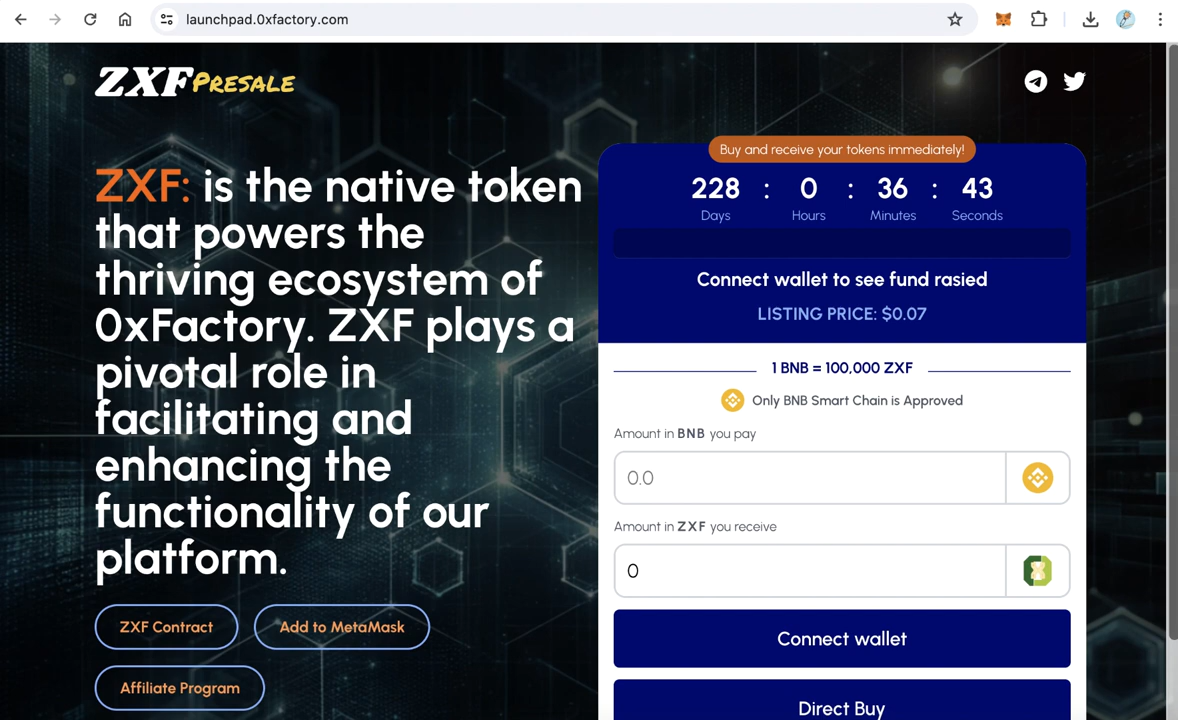 launchpad.0xfactory.com
ZXF PRESALE
ZXF: is the native token
that powers the
thriving ecosystem of
0xFactory. ZXF plays a
pivotal role in
facilitating and
enhancing the
functionality of our
platform.
ZXF Contract
Add to MetaMask
Affiliate Program
Buy and receive your tokens immediately!
228 : 0 : 36 : 43
Days Hours Minutes Seconds
Connect wallet to see fund rasied
LISTING PRICE: $0.07
1 BNB = 100,000 ZXF
Only BNB Smart Chain is Approved
Amount in BNB you pay
0.0
Amount in ZXF you receive
0
Connect wallet
Direct Buy